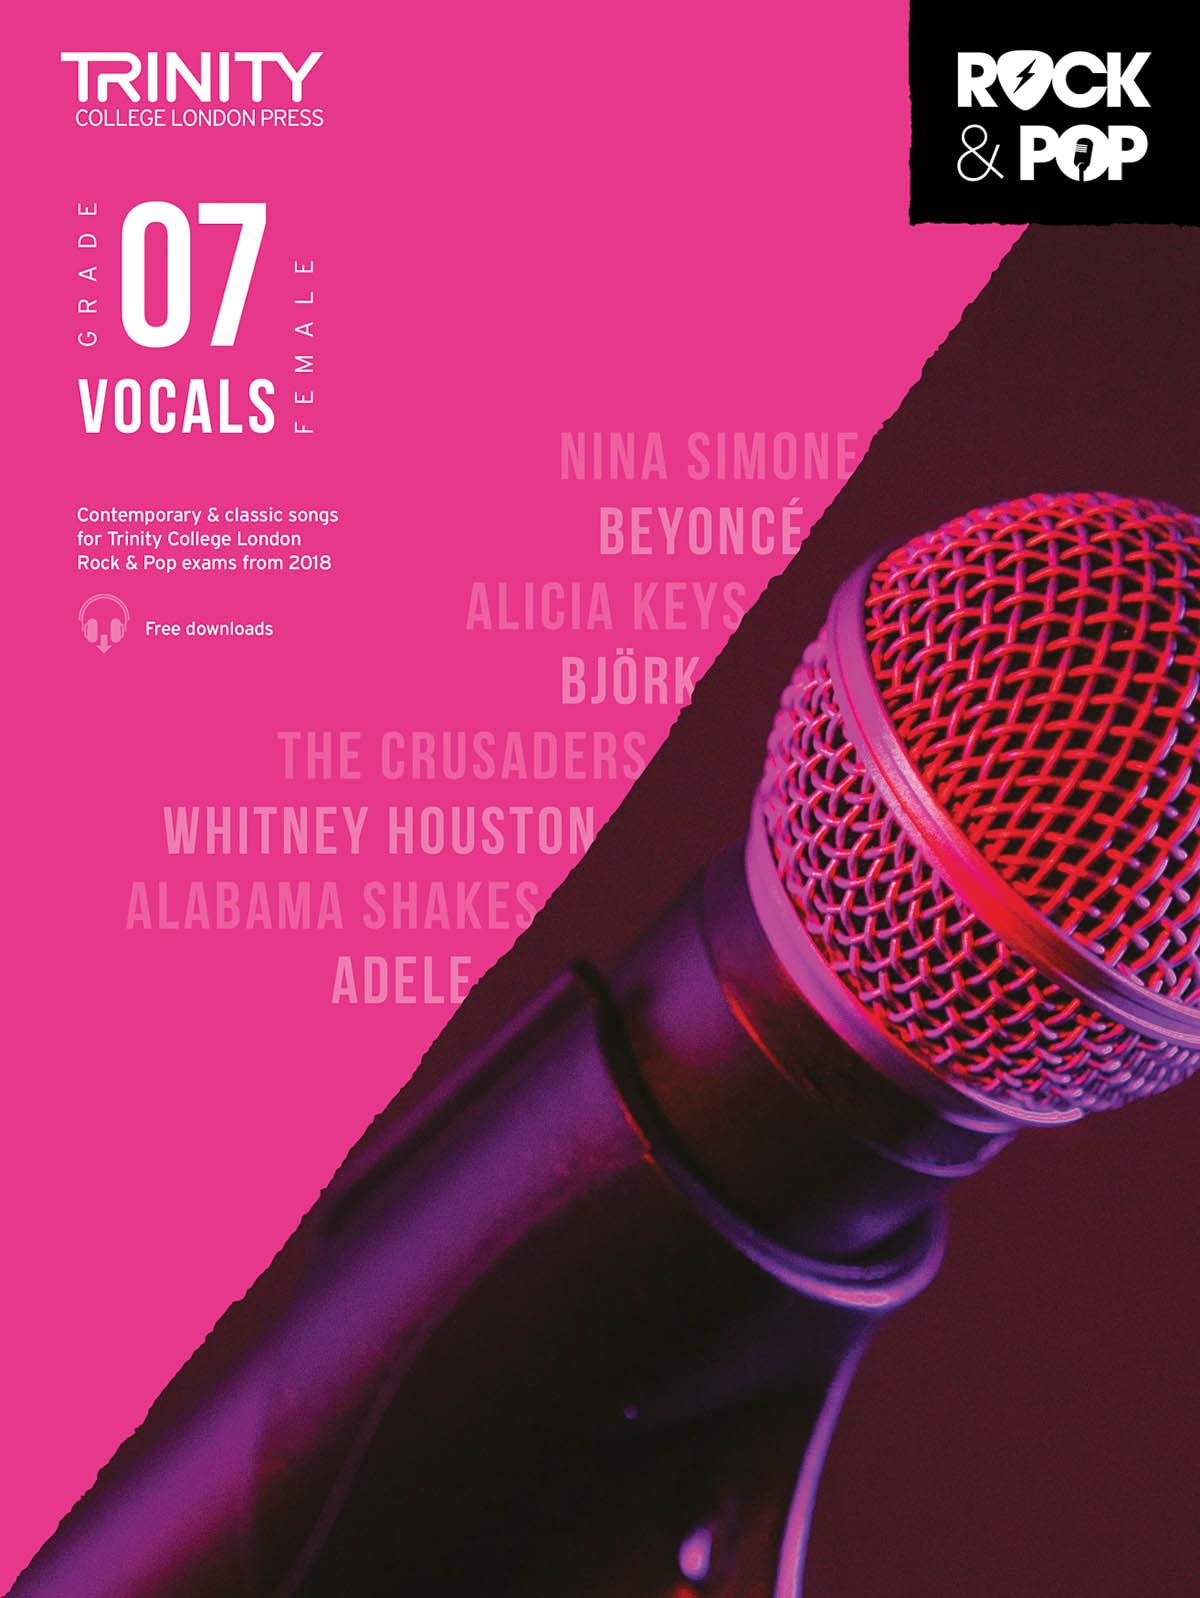 TRINITY
COLLEGE LONDON PRESS
ROCK
& POP
GRADE
07
VOCALS
FEMALE
Contemporary & classic songs
for Trinity College London
Rock & Pop exams from 2018
Free downloads
NINA SIMONE
BEYONCÉ
ALICIA KEYS
BJÖRK
THE CRUSADERS
WHITNEY HOUSTON
ALABAMA SHAKES
ADELE